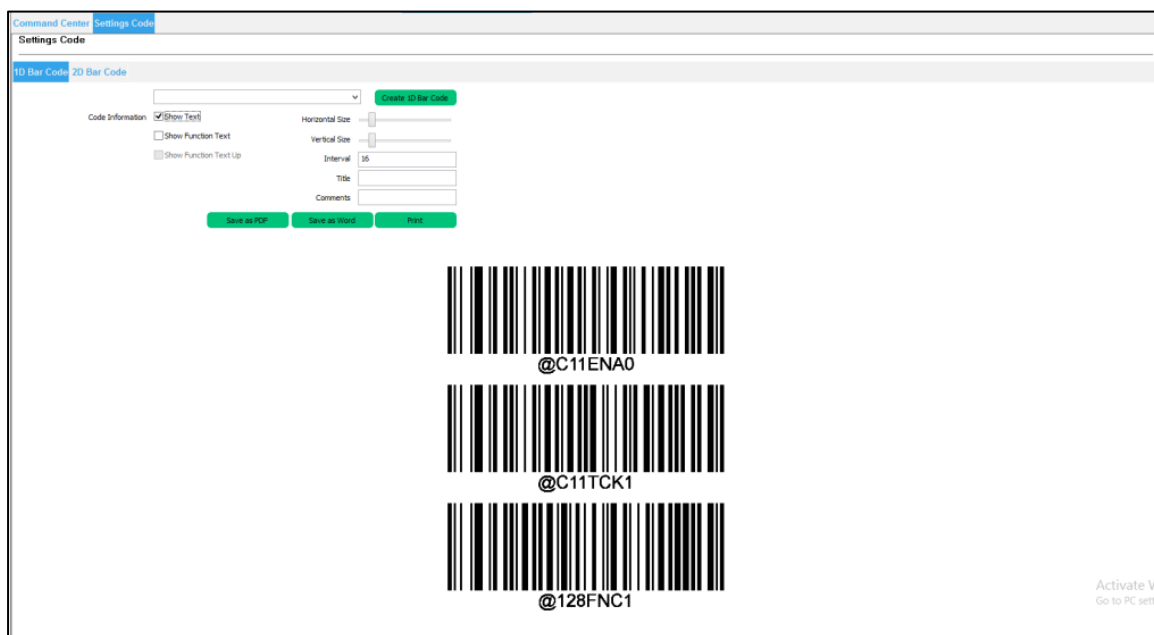 Command Center Settings Code
Settings Code
1D Bar Code 2D Bar Code
Create 1D Bar Code
Code Information Show Text Horizontal Size
Show Function Text Vertical Size
Show Function Text Up Interval 16
Title
Comments
Save as PDF Save as Word Print
@C11ENA0
@C11TCK1
@128FNC1
Activate
Go to PC